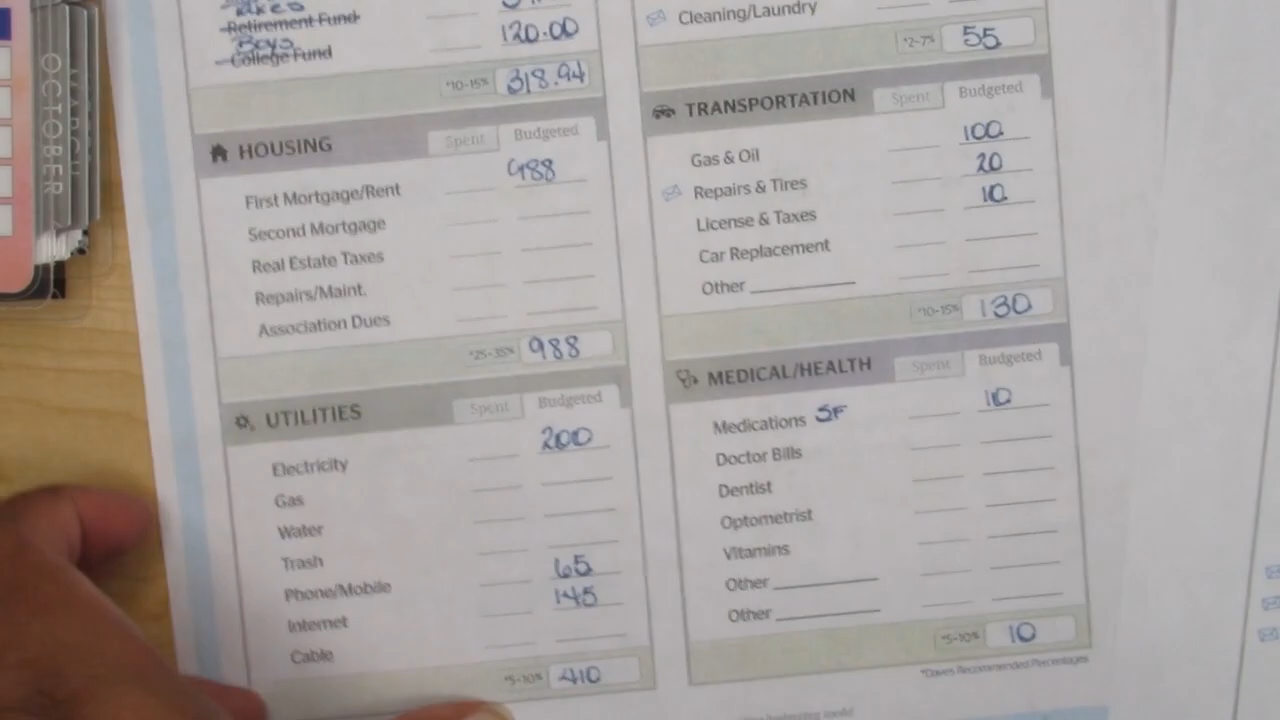 OCTOBER
MARCH
Retirement Fund
120.00
Boys
College Fund
*10-15% 318.94
HOUSING Spent Budgeted
First Mortgage/Rent 988
Second Mortgage
Real Estate Taxes
Repairs/Maint.
Association Dues
*25-35% 988
UTILITIES Spent Budgeted
Electricity 200
Gas
Water
Trash
Phone/Mobile 65
Internet 145
Cable
*5-10% 410
Cleaning/Laundry
*2-7% 55
TRANSPORTATION Spent Budgeted
Gas & Oil 100
Repairs & Tires 20
License & Taxes 10
Car Replacement
Other
*10-15% 130
MEDICAL/HEALTH Spent Budgeted
Medications SF 10
Doctor Bills
Dentist
Optometrist
Vitamins
Other
Other
*5-10% 10
*Daves Recommended Percentages